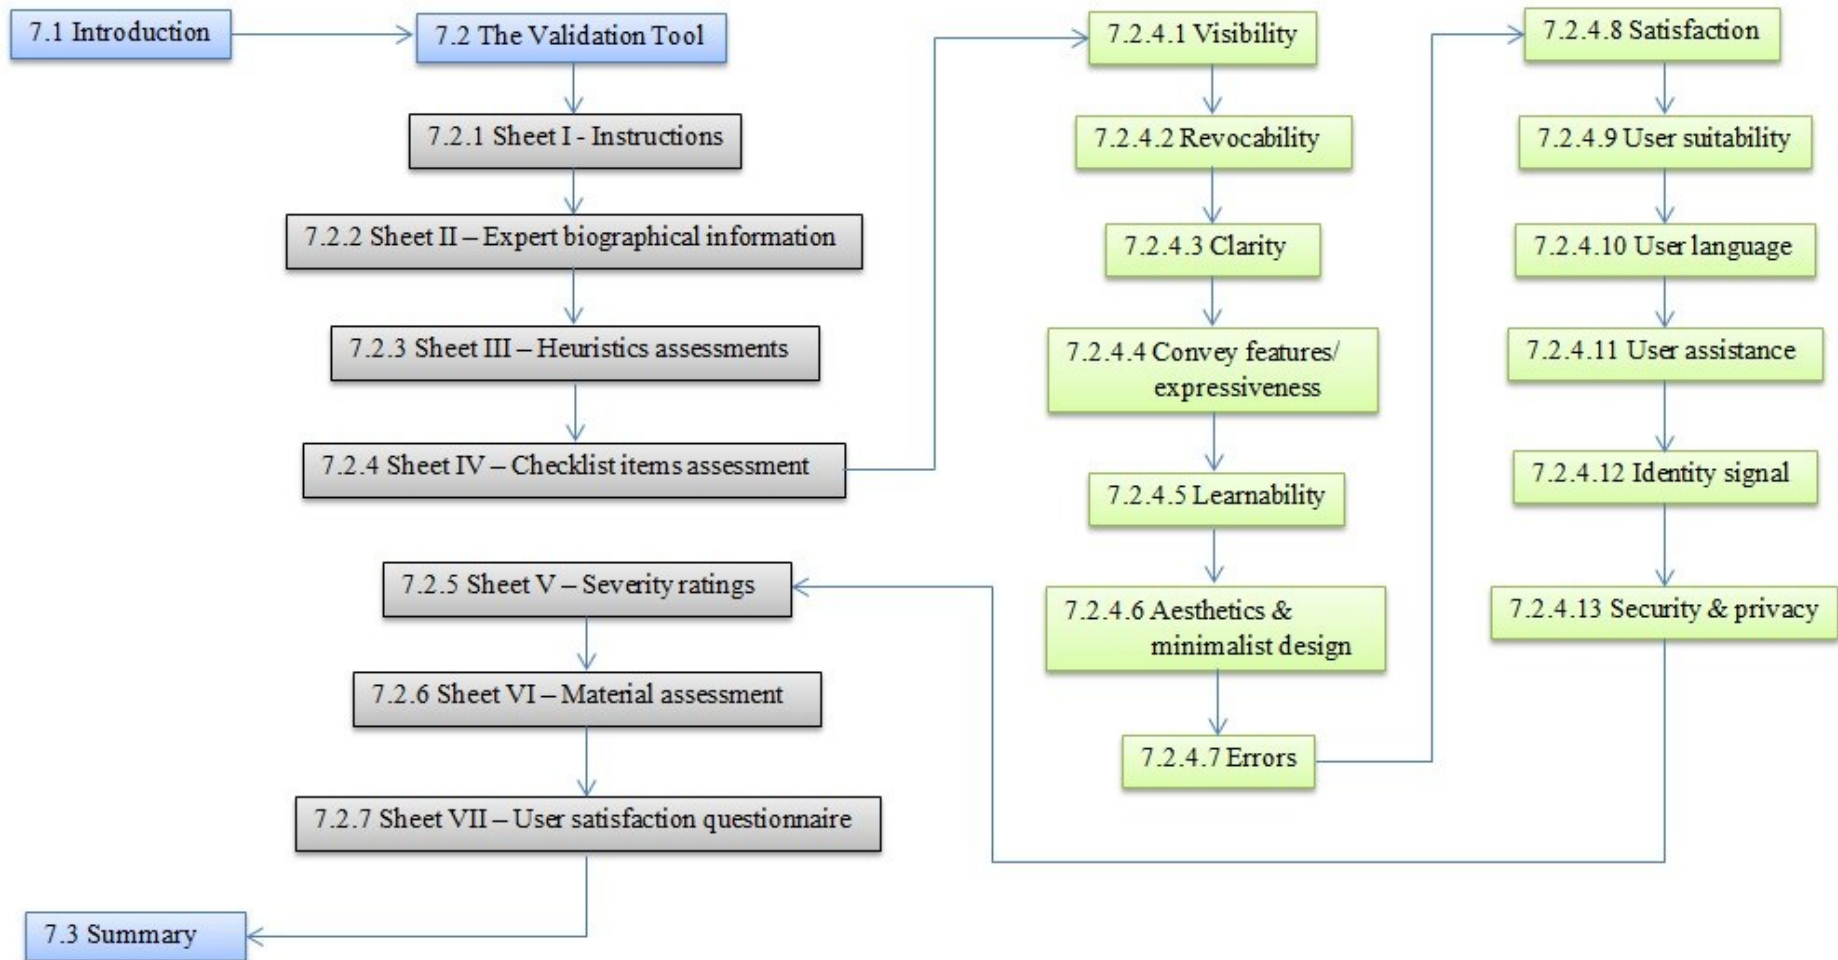 7.1 Introduction
7.2 The Validation Tool
7.2.1 Sheet I - Instructions
7.2.2 Sheet II – Expert biographical information
7.2.3 Sheet III – Heuristics assessments
7.2.4 Sheet IV – Checklist items assessment
7.2.4.1 Visibility
7.2.4.2 Revocability
7.2.4.3 Clarity
7.2.4.4 Convey features/
expressiveness
7.2.4.5 Learnability
7.2.4.6 Aesthetics &
minimalist design
7.2.4.7 Errors
7.2.4.8 Satisfaction
7.2.4.9 User suitability
7.2.4.10 User language
7.2.4.11 User assistance
7.2.4.12 Identity signal
7.2.4.13 Security & privacy
7.2.5 Sheet V – Severity ratings
7.2.6 Sheet VI – Material assessment
7.2.7 Sheet VII – User satisfaction questionnaire
7.3 Summary